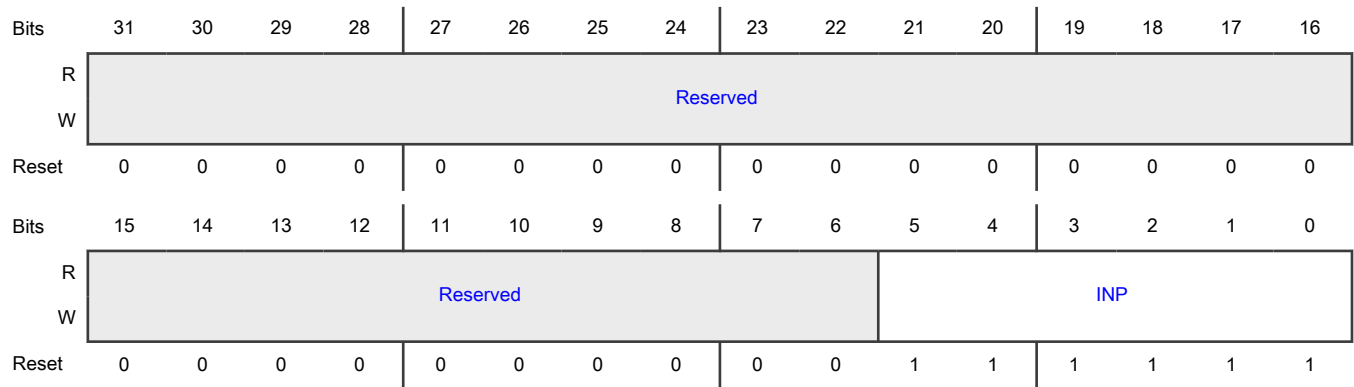 Bits 31 30 29 28 27 26 25 24 23 22 21 20 19 18 17 16
R
Reserved
W
Reset 0 0 0 0 0 0 0 0 0 0 0 0 0 0 0 0
Bits 15 14 13 12 11 10 9 8 7 6 5 4 3 2 1 0
R
Reserved INP
W
Reset 0 0 0 0 0 0 0 0 0 0 1 1 1 1 1 1